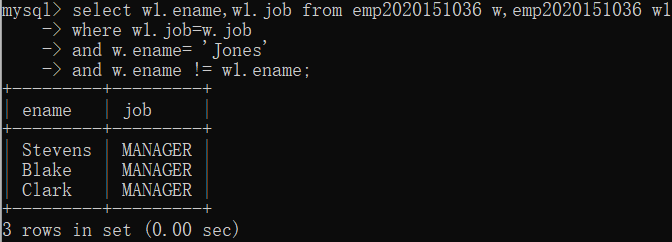 mysql> select w1.ename,w1.job from emp2020151036 w,emp2020151036 w1
-> where w1.job=w.job
-> and w.ename= 'Jones'
-> and w.ename != w1.ename;
+---------+---------+
| ename   | job     |
+---------+---------+
| Stevens | MANAGER |
| Blake   | MANAGER |
| Clark   | MANAGER |
+---------+---------+
3 rows in set (0.00 sec)